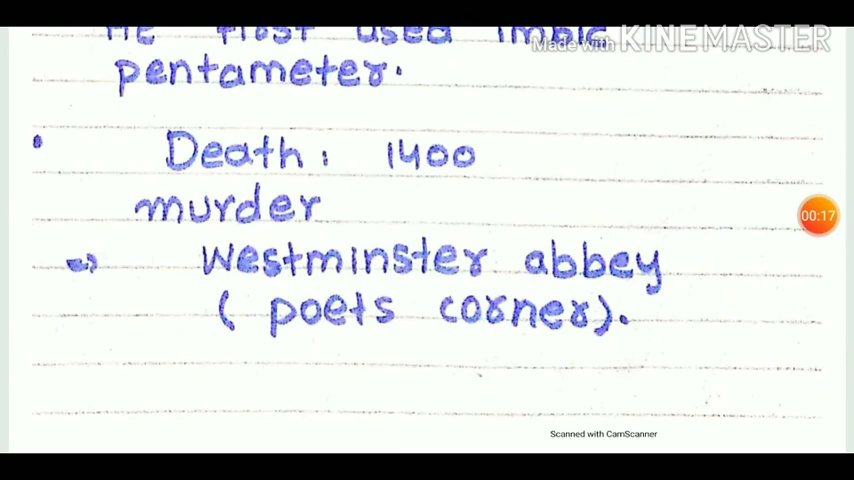 He first used imbic
Made with KINEMASTER
pentameter.
Death: 1400
00:17
murder
=> Westminster abbey
(poets corner).
Scanned with CamScanner